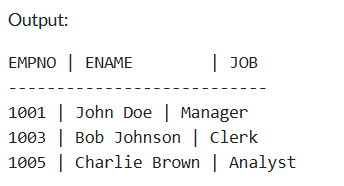 Output:
EMPNO | ENAME        | JOB
---------------------------
1001 | John Doe | Manager
1003 | Bob Johnson | Clerk
1005 | Charlie Brown | Analyst